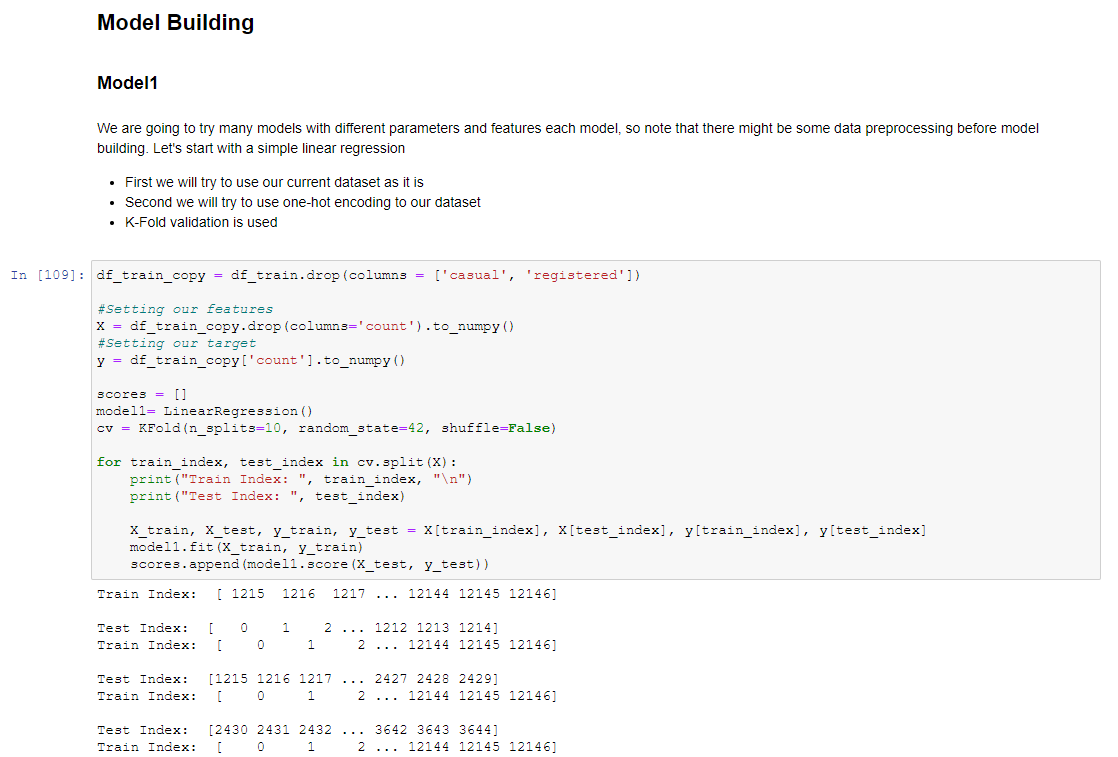 Model Building
Model1
We are going to try many models with different parameters and features each model, so note that there might be some data preprocessing before model
building. Let's start with a simple linear regression
• First we will try to use our current dataset as it is
• Second we will try to use one-hot encoding to our dataset
• K-Fold validation is used
In [109]: df_train_copy = df_train.drop(columns = ['casual', 'registered'])
#Setting our features
X = df_train_copy.drop(columns='count').to_numpy()
#Setting our target
y = df_train_copy['count'].to_numpy()
scores = []
model1= LinearRegression()
cv = KFold(n_splits=10, random_state=42, shuffle=False)
for train_index, test_index in cv.split(X):
    print("Train Index: ", train_index, "\n")
    print("Test Index: ", test_index)
    X_train, X_test, y_train, y_test = X[train_index], X[test_index], y[train_index], y[test_index]
    model1.fit(X_train, y_train)
    scores.append(model1.score(X_test, y_test))
Train Index:  [ 1215  1216  1217 ... 12144 12145 12146]
Test Index:  [   0    1    2 ... 1212 1213 1214]
Train Index:  [    0     1     2 ... 12144 12145 12146]
Test Index:  [1215 1216 1217 ... 2427 2428 2429]
Train Index:  [    0     1     2 ... 12144 12145 12146]
Test Index:  [2430 2431 2432 ... 3642 3643 3644]
Train Index:  [    0     1     2 ... 12144 12145 12146]